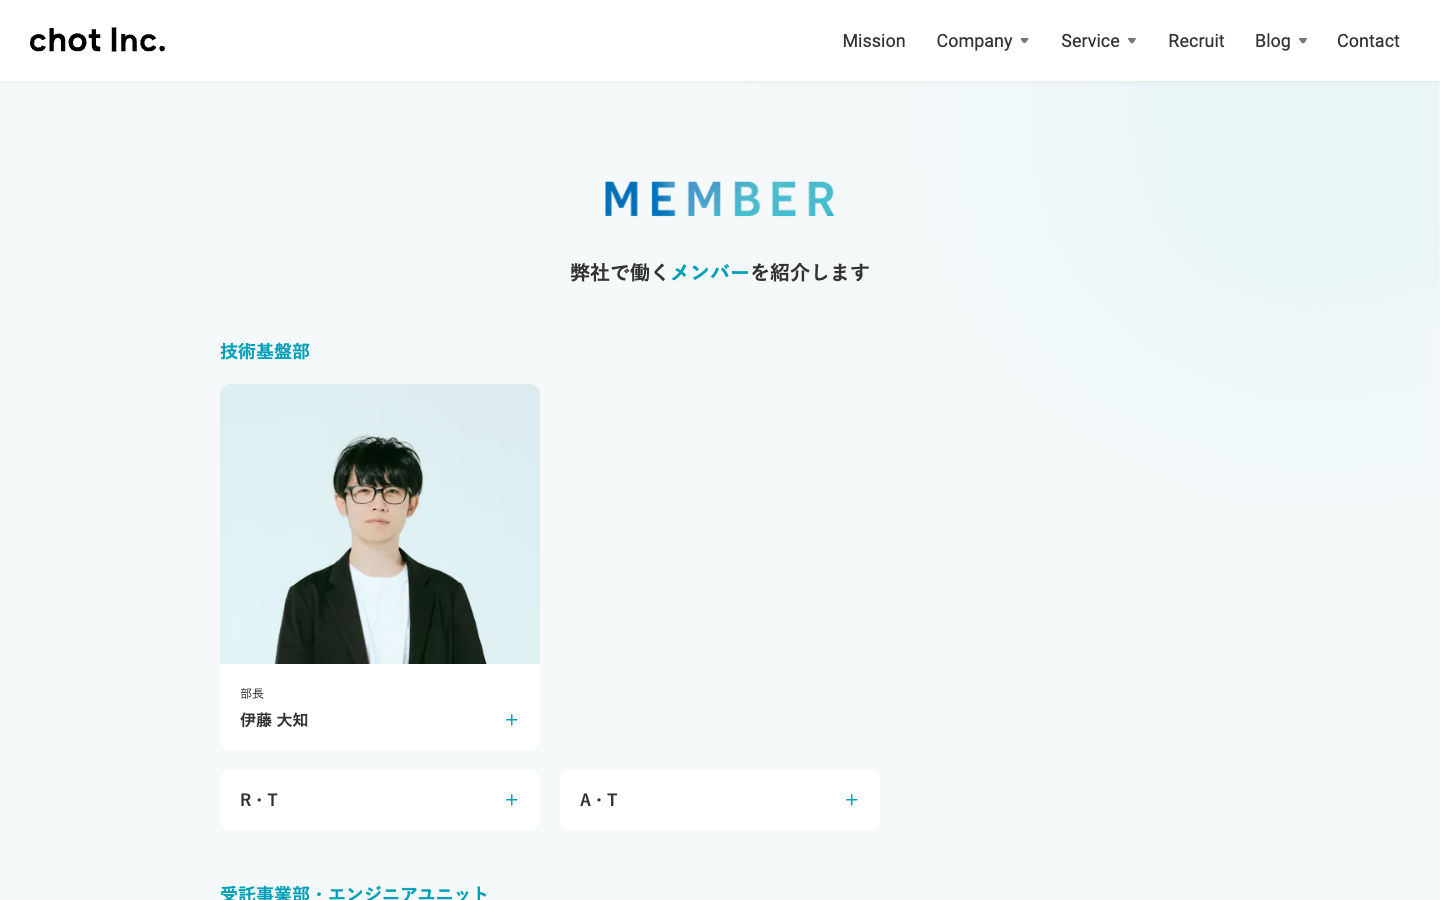 chot Inc.
Mission Company Service Recruit Blog Contact
MEMBER
弊社で働くメンバーを紹介します
技術基盤部
部長
伊藤 大知
R・T
A・T
受託事業部・エンジニアユニット